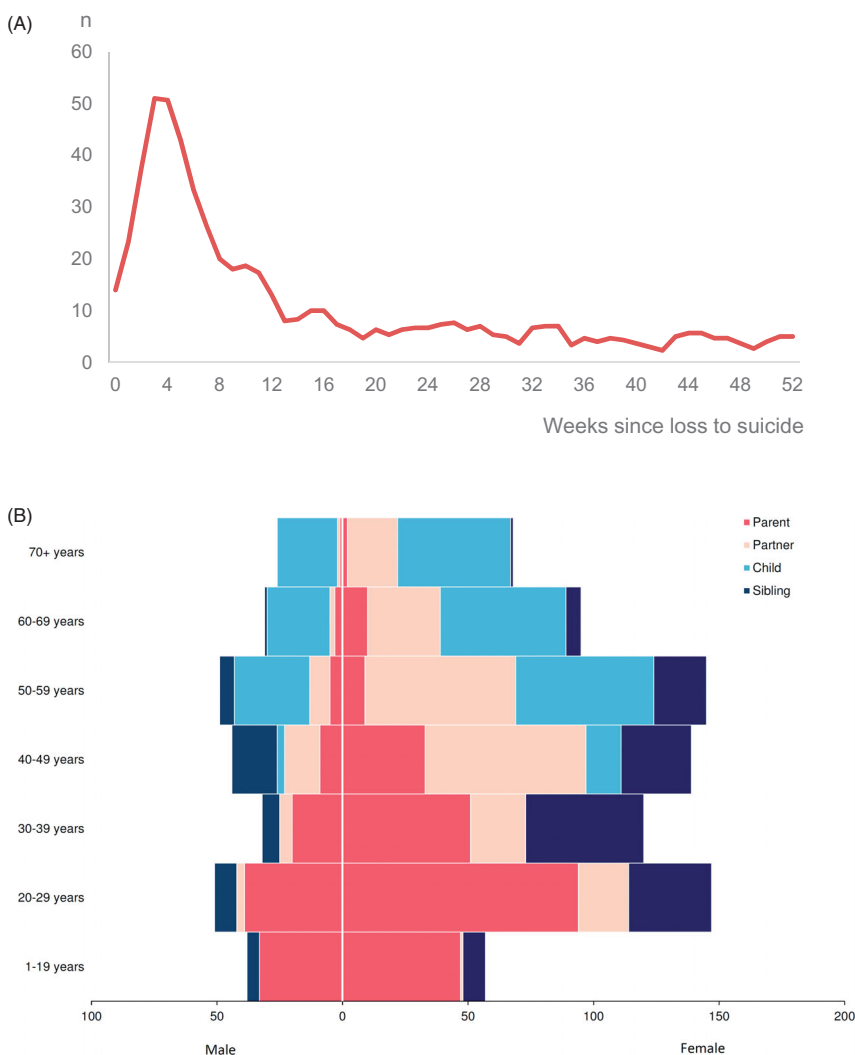 (A)
n
60
50
40
30
20
10
0
0 4 8 12 16 20 24 28 32 36 40 44 48 52
Weeks since loss to suicide
(B)
Parent
Partner
Child
Sibling
70+ years
60-69 years
50-59 years
40-49 years
30-39 years
20-29 years
1-19 years
100 50 0 50 100 150 200
Male Female